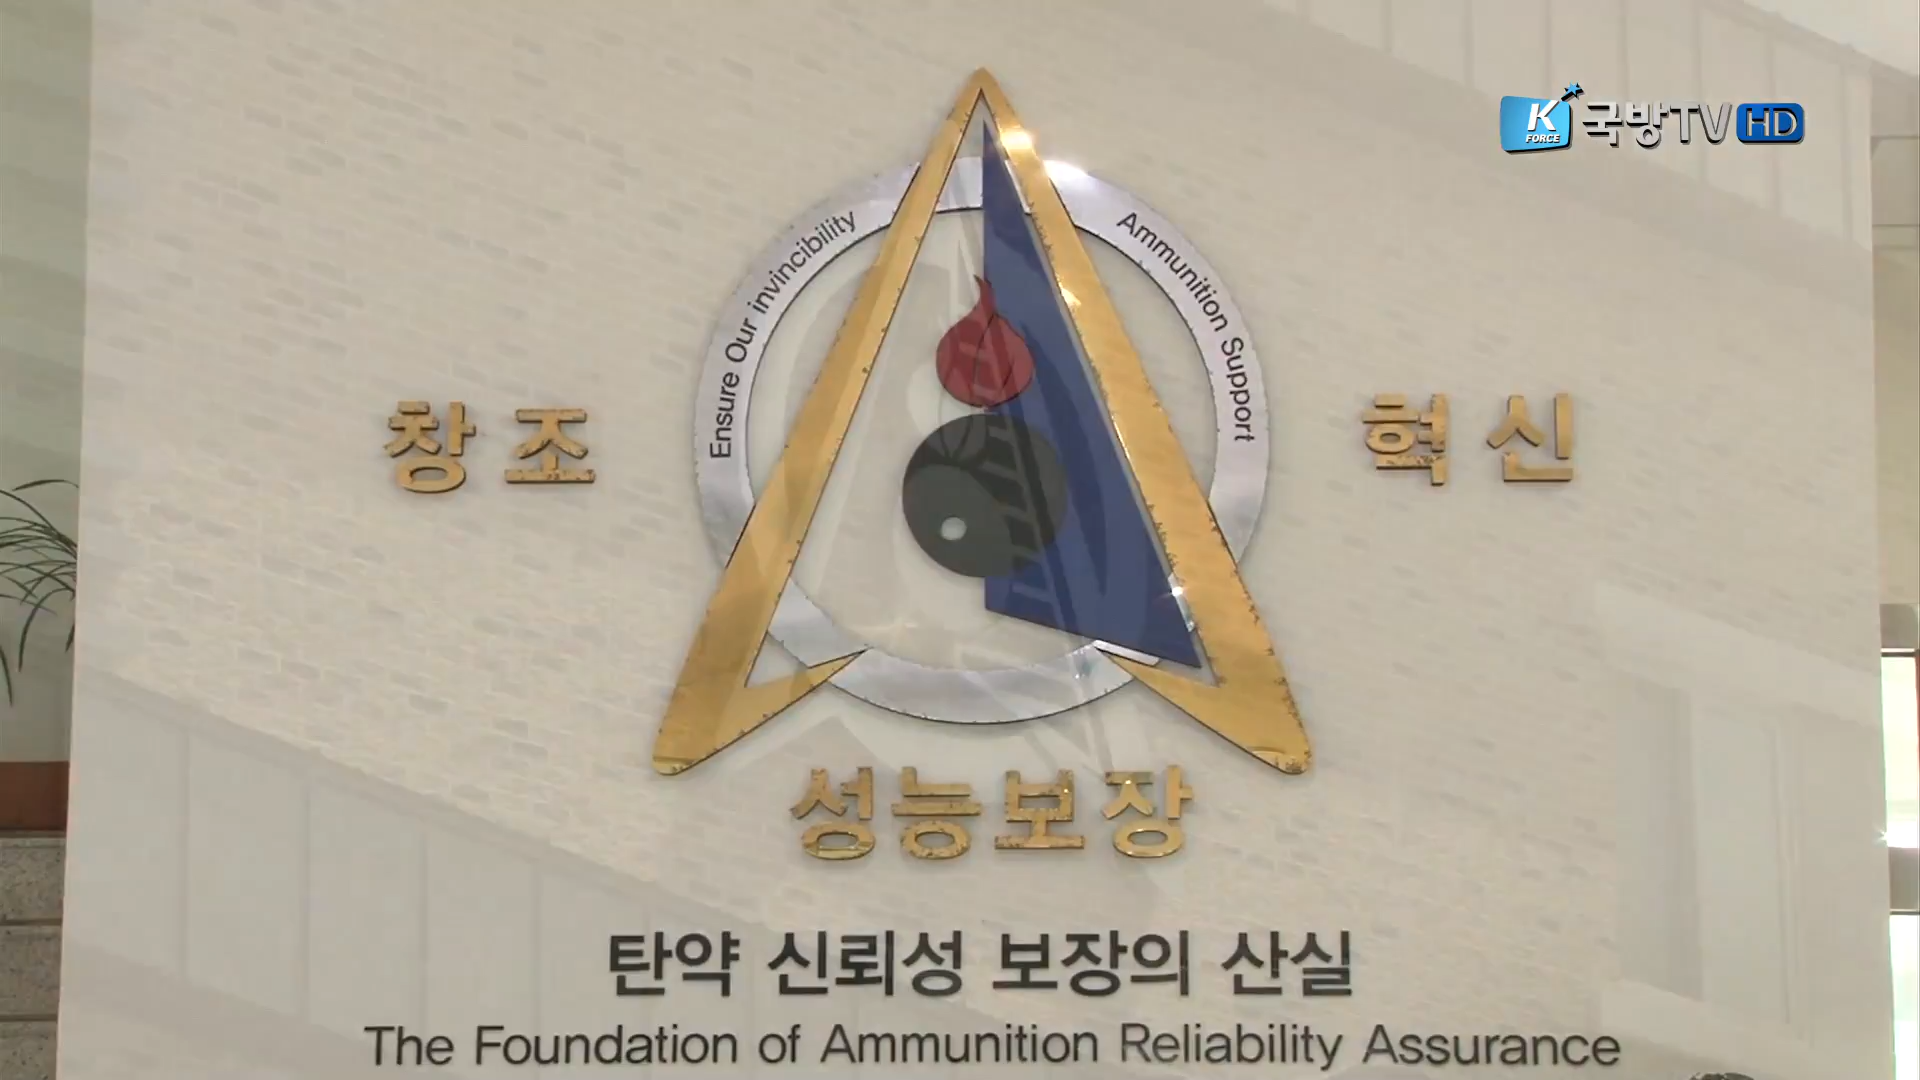 K FORCE 국방TV HD
Ensure Our invincibility
Ammunition Support
창조 혁신
성능보장
탄약 신뢰성 보장의 산실
The Foundation of Ammunition Reliability Assurance